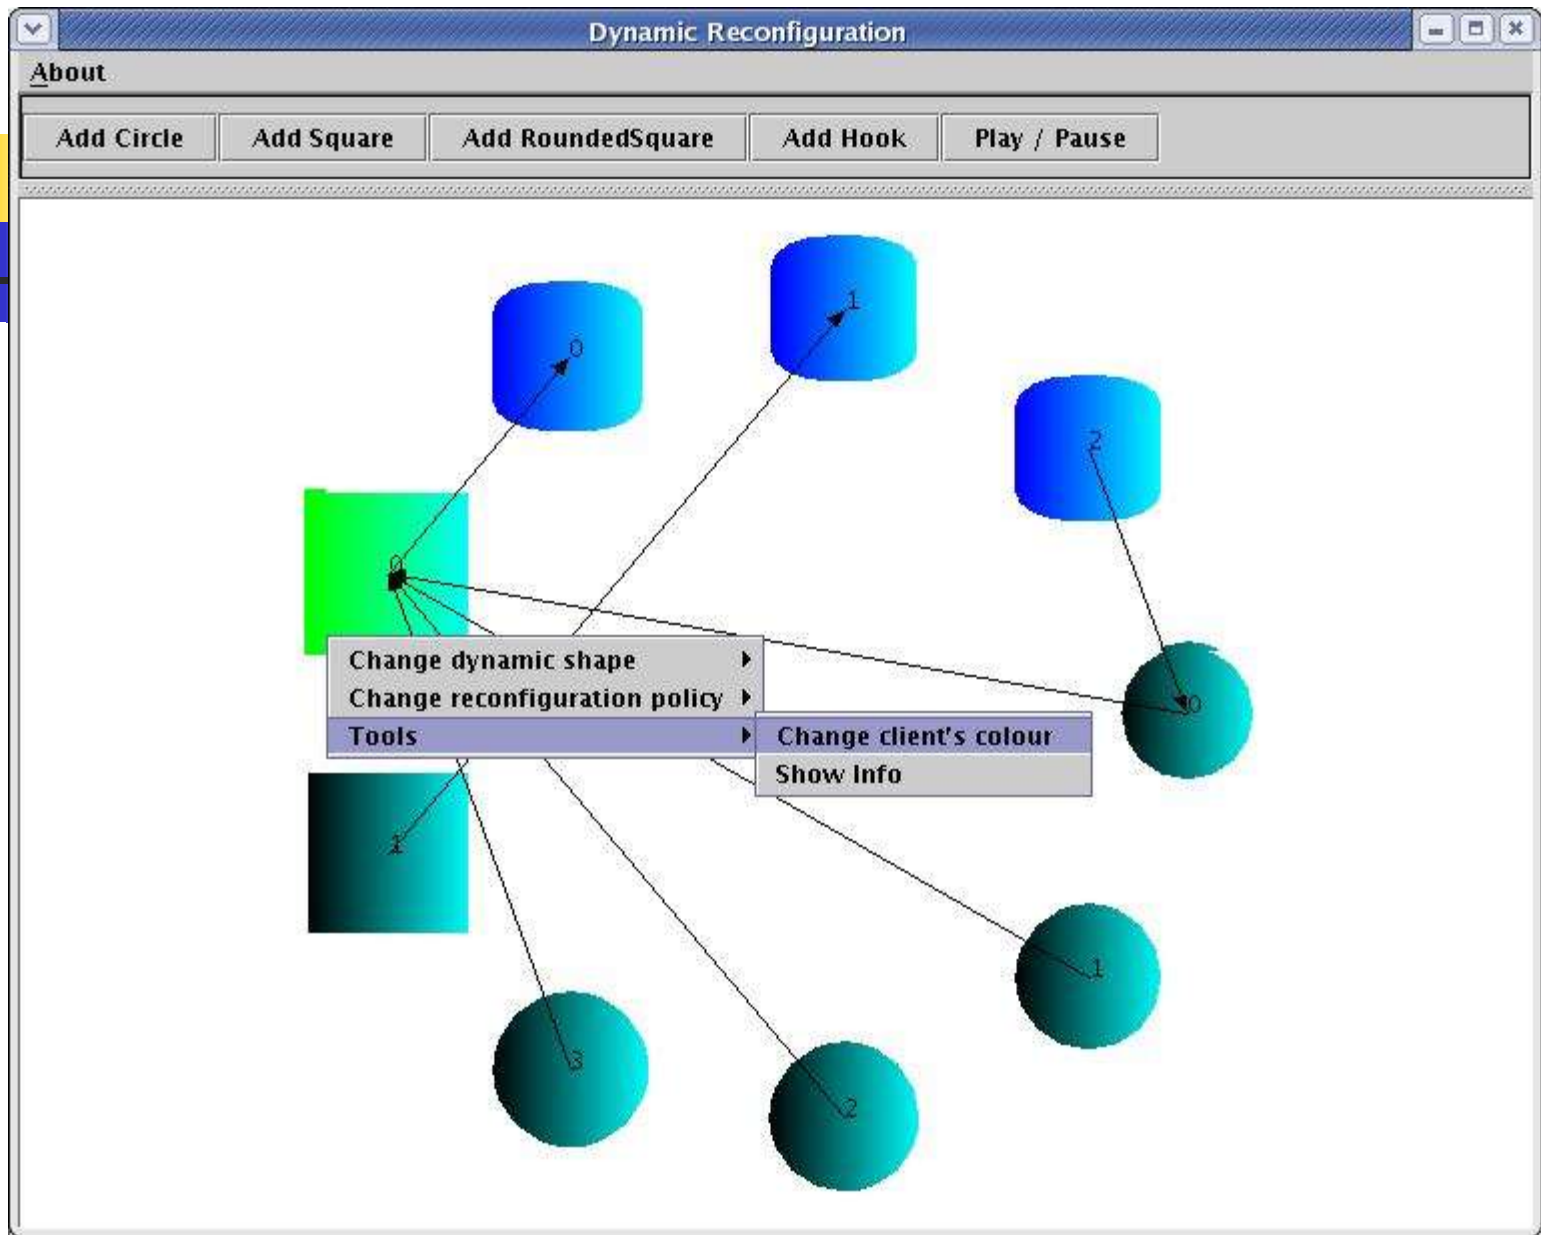 Dynamic Reconfiguration
About
Add Circle Add Square Add RoundedSquare Add Hook Play / Pause
1
0
2
0
Change dynamic shape
Change reconfiguration policy
0
Tools
Change client's colour
Show Info
1
1
3
2